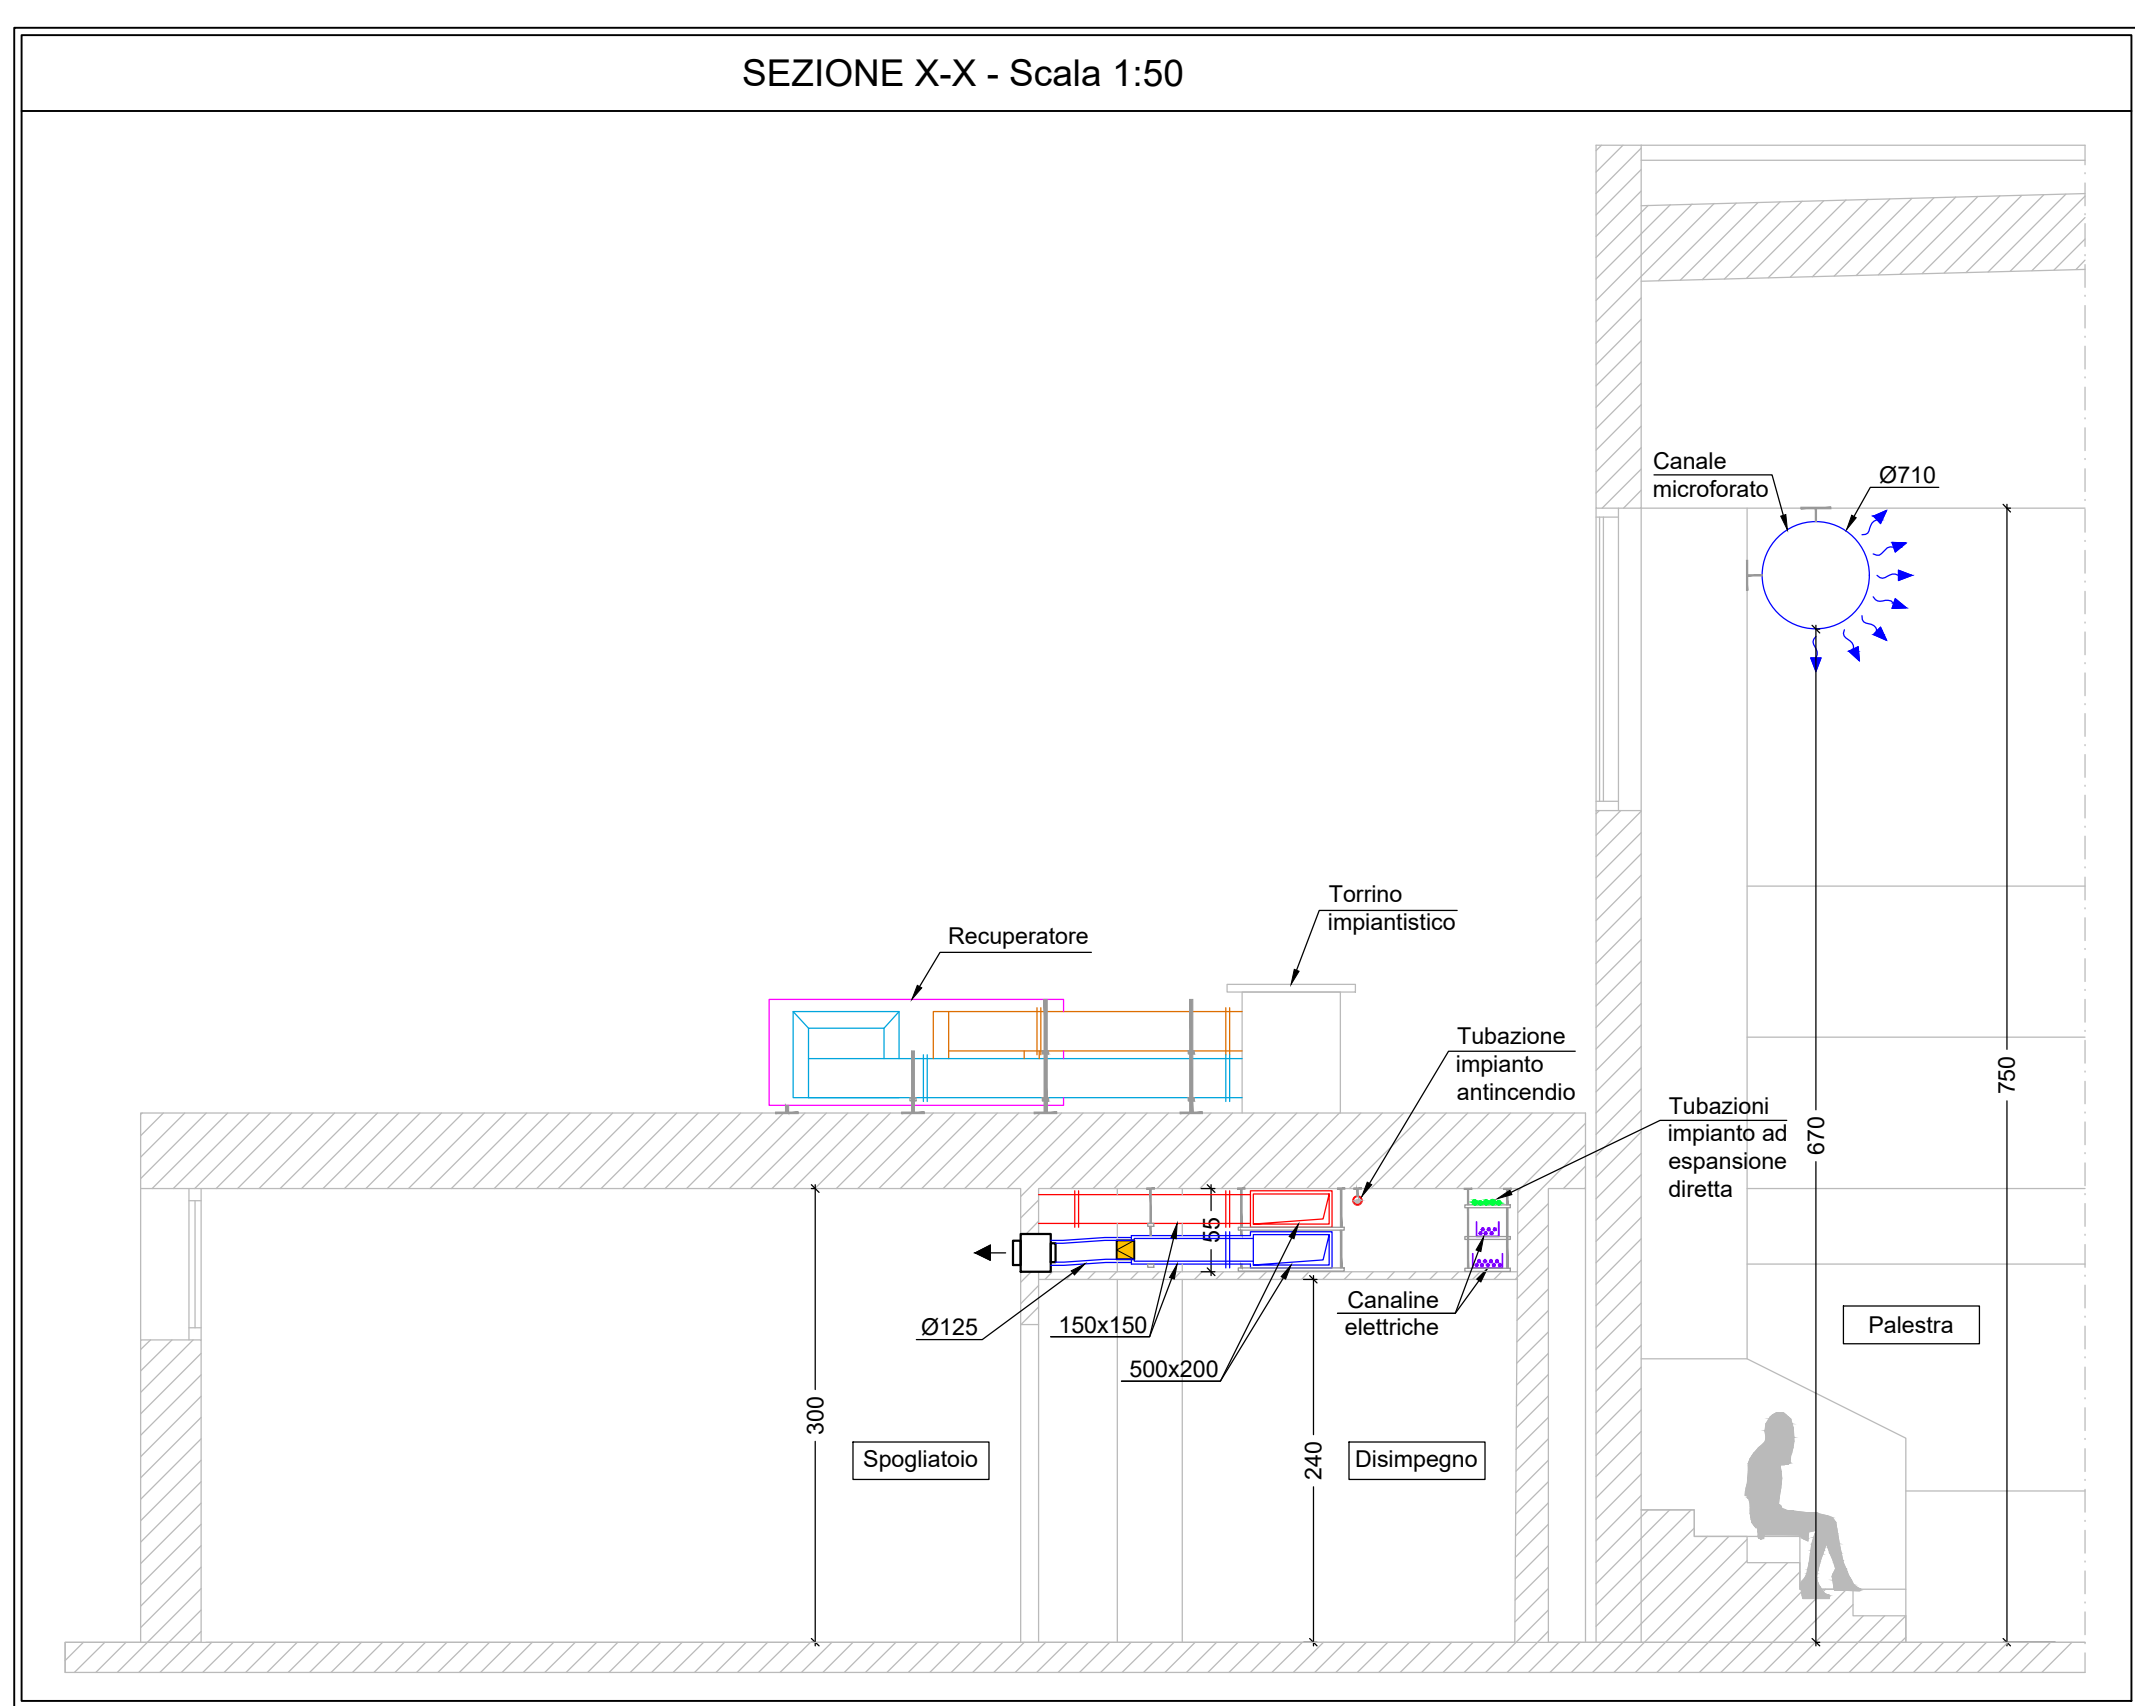 SEZIONE X-X - Scala 1:50
Canale
microforato
Ø710
Torrino
impiantistico
Recuperatore
Tubazione
impianto
antincendio
750
Tubazioni
impianto ad
espansione
diretta
670
55
Canaline
elettriche
Ø125
150x150
500x200
Palestra
300
240
Spogliatoio
Disimpegno